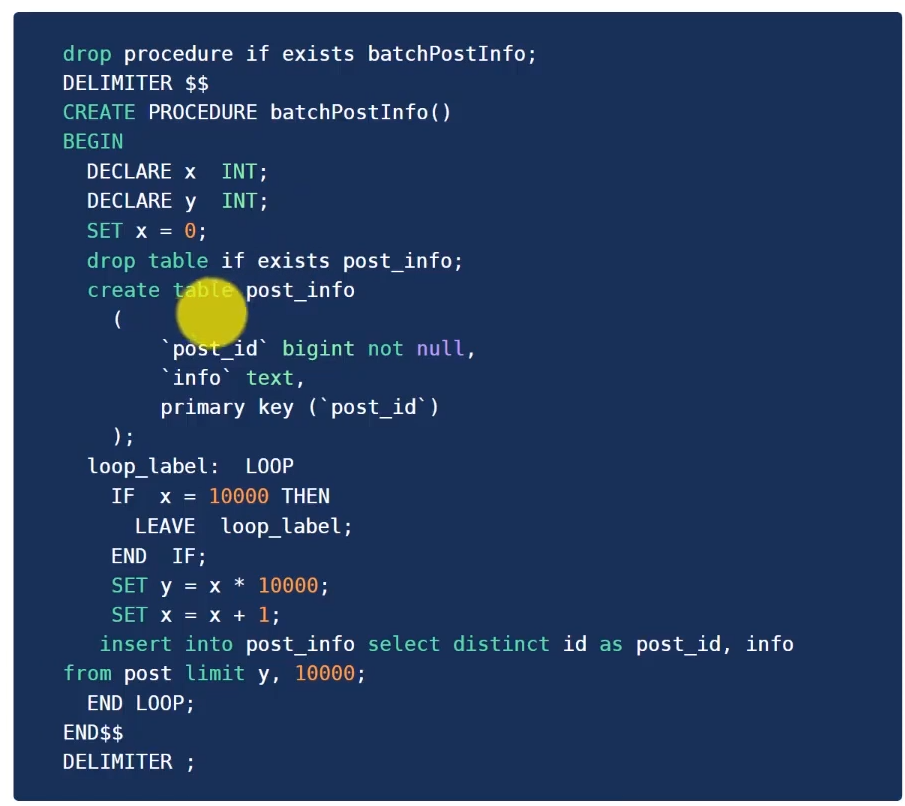 drop procedure if exists batchPostInfo;
DELIMITER $$
CREATE PROCEDURE batchPostInfo()
BEGIN
  DECLARE x  INT;
  DECLARE y  INT;
  SET x = 0;
  drop table if exists post_info;
  create table post_info
    (
        `post_id` bigint not null,
        `info` text,
        primary key (`post_id`)
    );
  loop_label:  LOOP
    IF  x = 10000 THEN
      LEAVE  loop_label;
    END  IF;
    SET y = x * 10000;
    SET x = x + 1;
   insert into post_info select distinct id as post_id, info
from post limit y, 10000;
  END LOOP;
END$$
DELIMITER ;